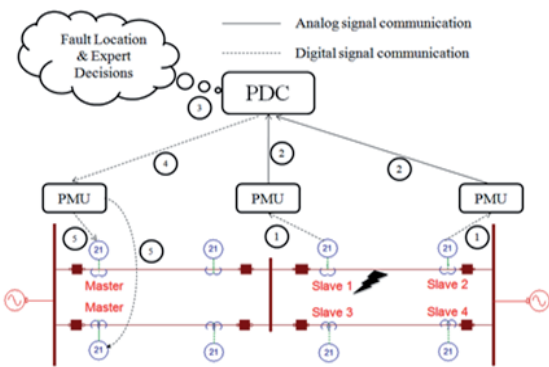 Analog signal communication
Digital signal communication
Fault Location
& Expert
Decisions
PDC
3
4
2
2
PMU
PMU
PMU
5
5
1
1
21
21
21
21
Master
Slave 1
Slave 2
Master
Slave 3
Slave 4
21
21
21
21